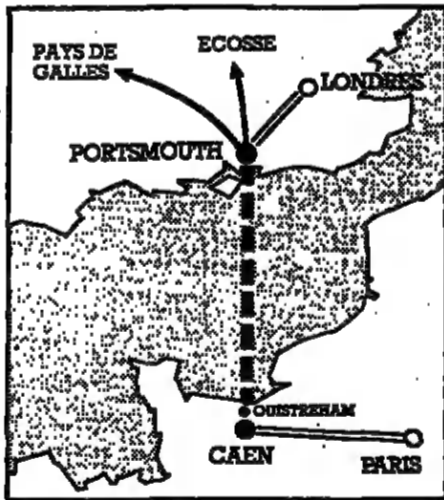 PAYS DE
GALLES
ECOSSE
LONDRES
PORTSMOUTH
OUISTREHAM
CAEN
PARIS